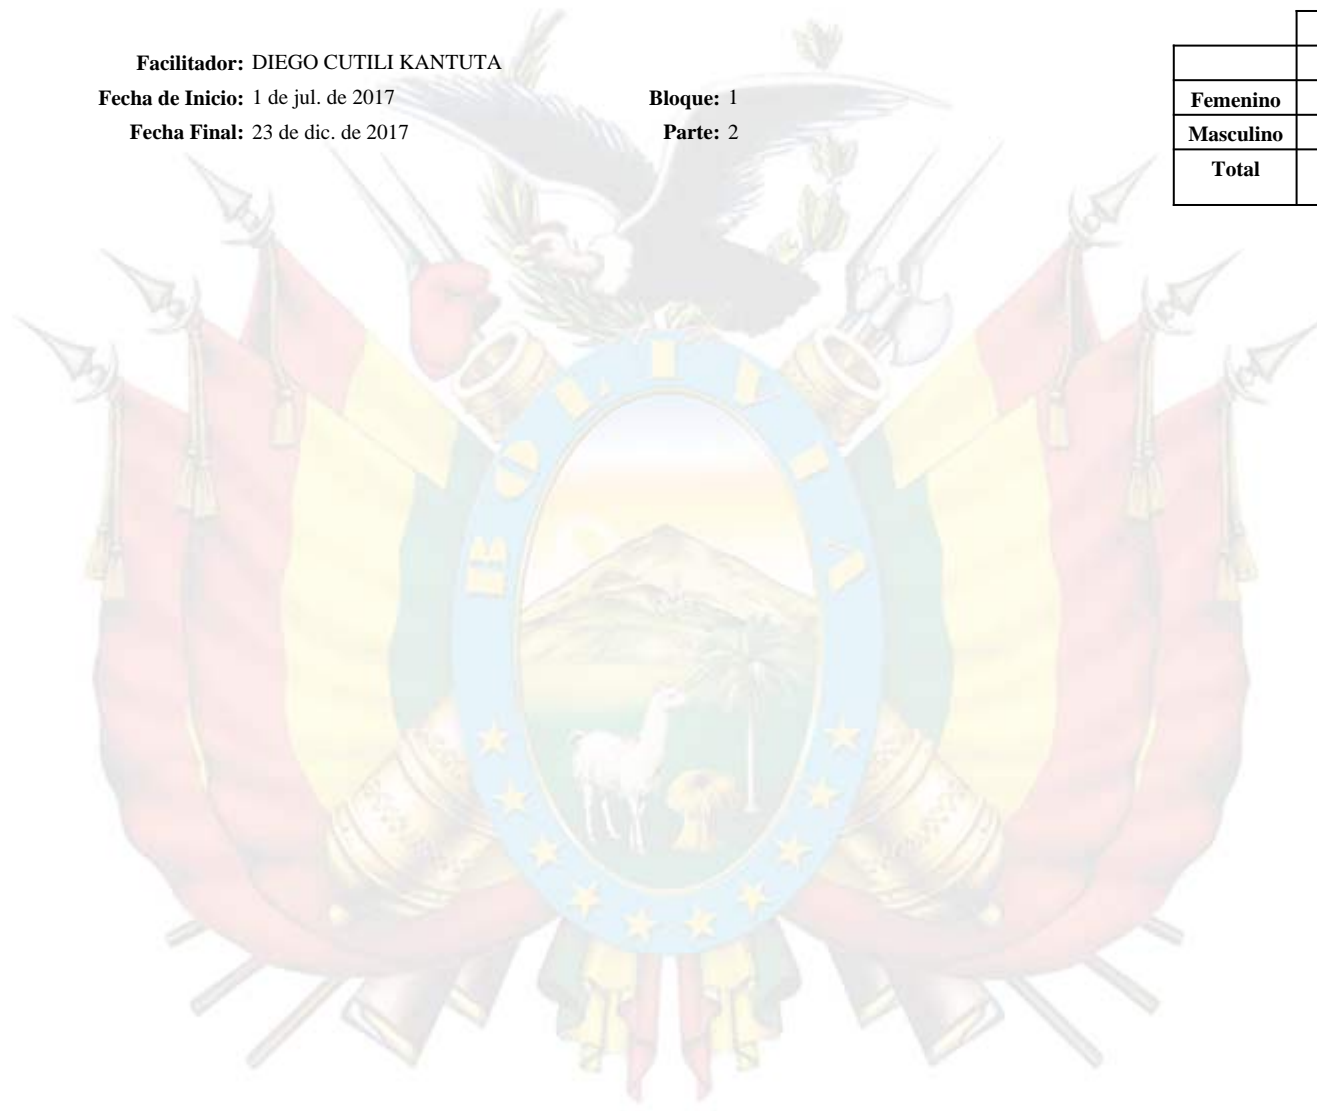 Facilitador: DIEGO CUTILI KANTUTA
Fecha de Inicio: 1 de jul. de 2017 Bloque: 1
Fecha Final: 23 de dic. de 2017 Parte: 2
Femenino
Masculino
Total
BOLIVIA